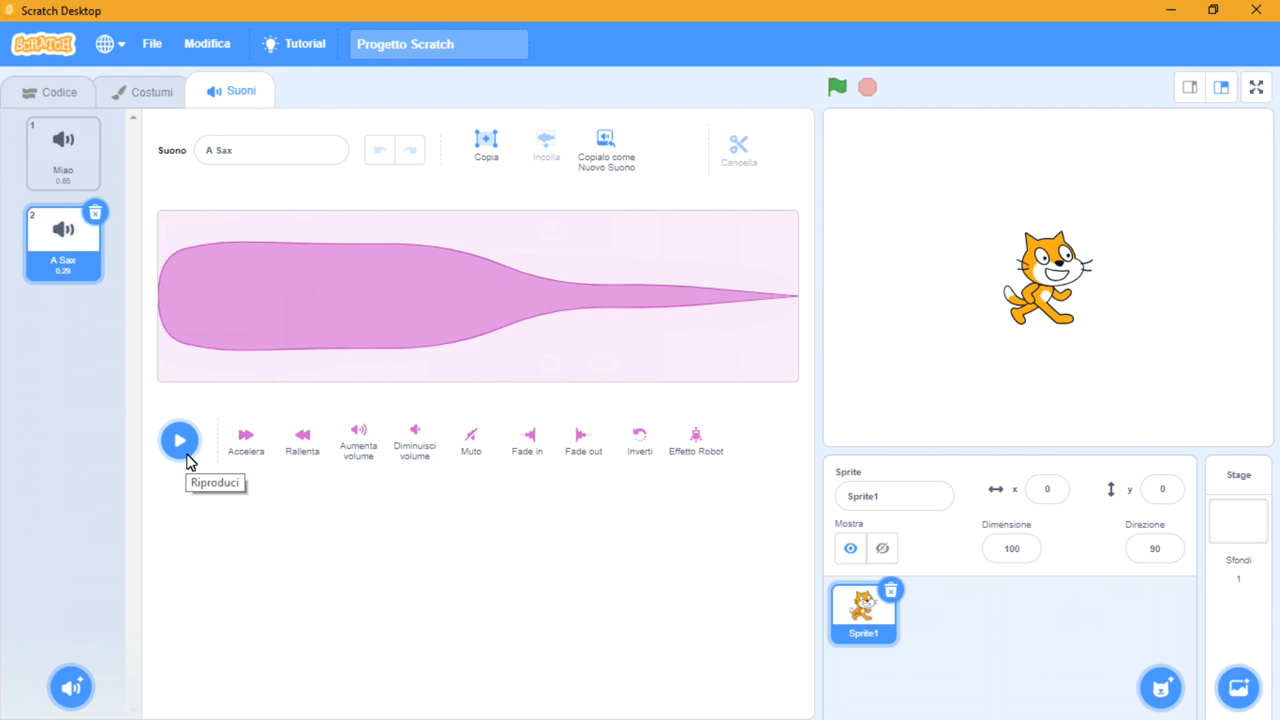 Scratch Desktop
SCRATCH
File
Modifica
Tutorial
Progetto Scratch
Codice
Costumi
Suoni
1
Miao
0.65
2
A Sax
0.29
Suono
A Sax
Copia
Incolla
Copialo come
Nuovo Suono
Cancella
Accelera
Rallenta
Aumenta
volume
Diminuisci
volume
Muto
Fade in
Fade out
Inverti
Effetto Robot
Riproduci
Sprite
Sprite1
x
0
y
0
Mostra
Dimensione
100
Direzione
90
Sprite1
Stage
Sfondi
1